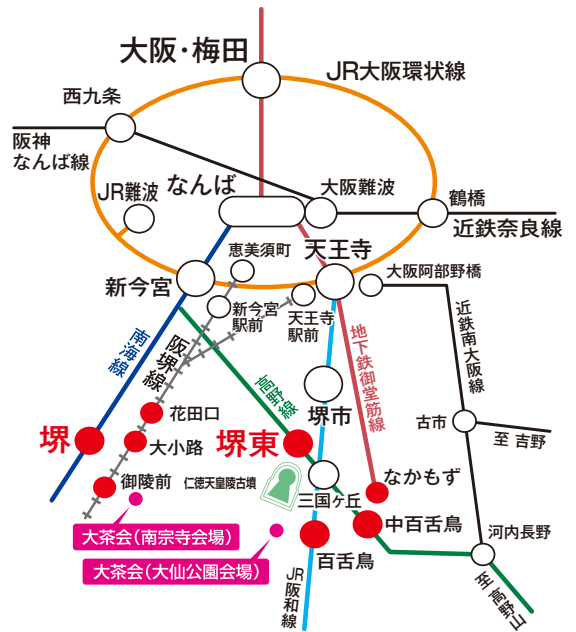 大阪・梅田
JR大阪環状線
西九条
阪神
なんば線
JR難波
なんば
大阪難波
鶴橋
近鉄奈良線
恵美須町
天王寺
新今宮
大阪阿部野橋
新今宮
駅前
天王寺
駅前
南海線
阪堺線
高野線
地下鉄御堂筋線
近鉄南大阪線
花田口
堺市
古市
至 吉野
堺
大小路
堺東
御陵前
仁徳天皇陵古墳
三国ヶ丘
なかもず
中百舌鳥
大茶会(南宗寺会場)
大茶会(大仙公園会場)
百舌鳥
河内長野
JR阪和線
至 高野山